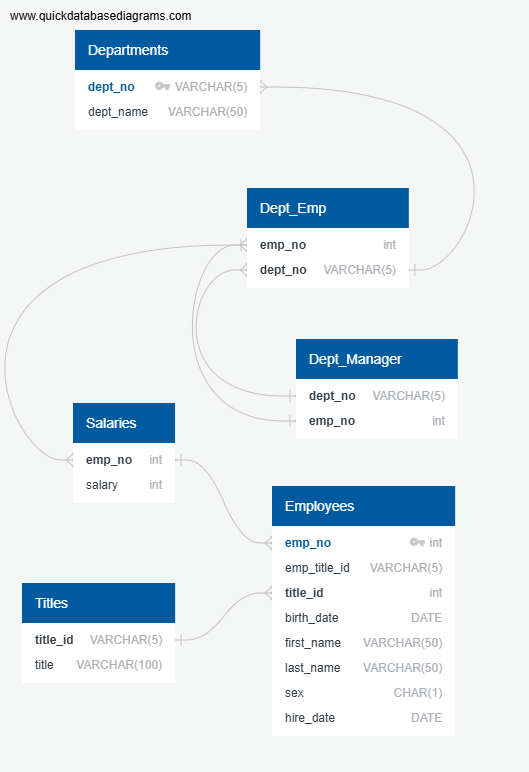 www.quickdatabasediagrams.com
Departments
dept_no VARCHAR(5)
dept_name VARCHAR(50)
Dept_Emp
emp_no int
dept_no VARCHAR(5)
Dept_Manager
dept_no VARCHAR(5)
emp_no int
Salaries
emp_no int
salary int
Employees
emp_no int
emp_title_id VARCHAR(5)
title_id int
birth_date DATE
first_name VARCHAR(50)
last_name VARCHAR(50)
sex CHAR(1)
hire_date DATE
Titles
title_id VARCHAR(5)
title VARCHAR(100)